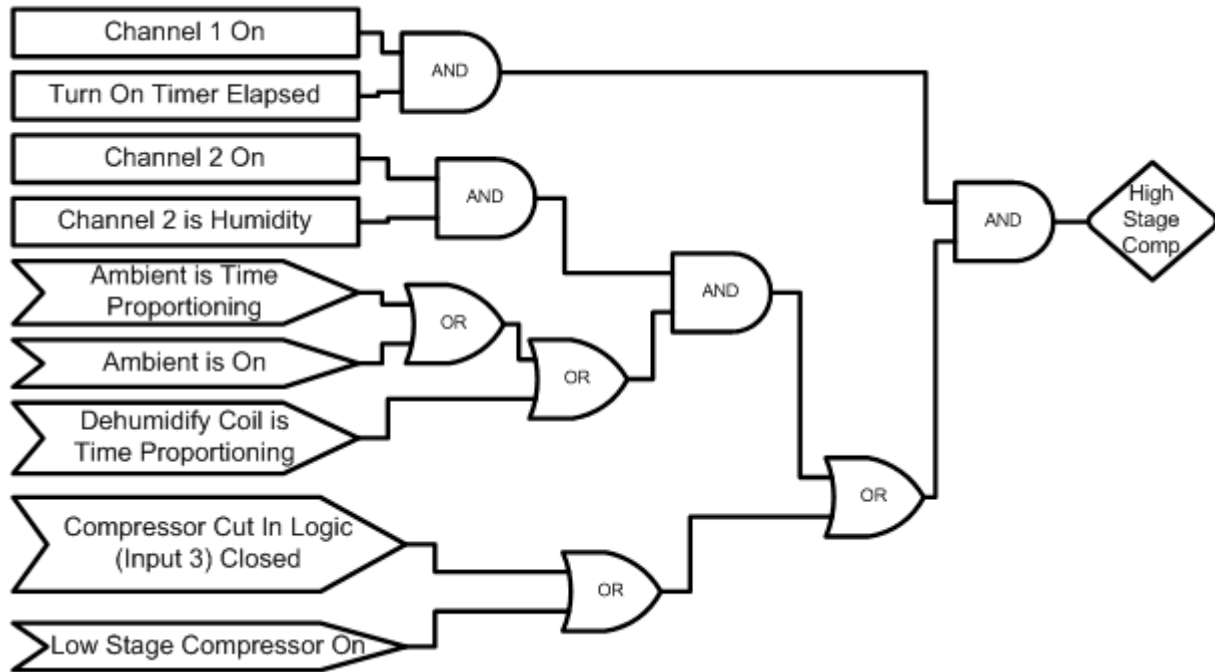 Channel 1 On
AND
Turn On Timer Elapsed
Channel 2 On
AND
Channel 2 is Humidity
AND
High
Stage
Comp
Ambient is Time
Proportioning
OR
AND
Ambient is On
OR
Dehumidify Coil is
Time Proportioning
OR
Compressor Cut In Logic
(Input 3) Closed
OR
Low Stage Compressor On